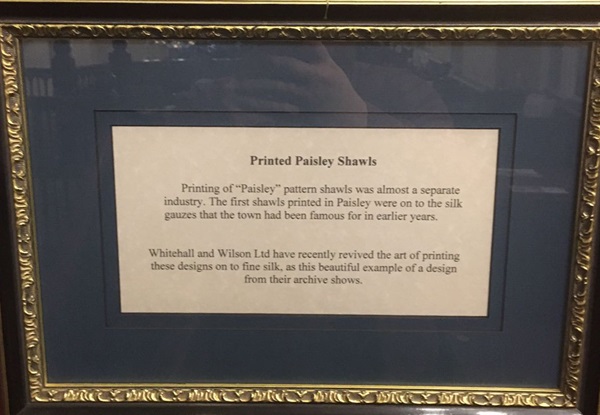 Printed Paisley Shawls
Printing of “Paisley” pattern shawls was almost a separate
industry. The first shawls printed in Paisley were on to the silk
gauzes that the town had been famous for in earlier years.
Whitehall and Wilson Ltd have recently revived the art of printing
these designs on to fine silk, as this beautiful example of a design
from their archive shows.